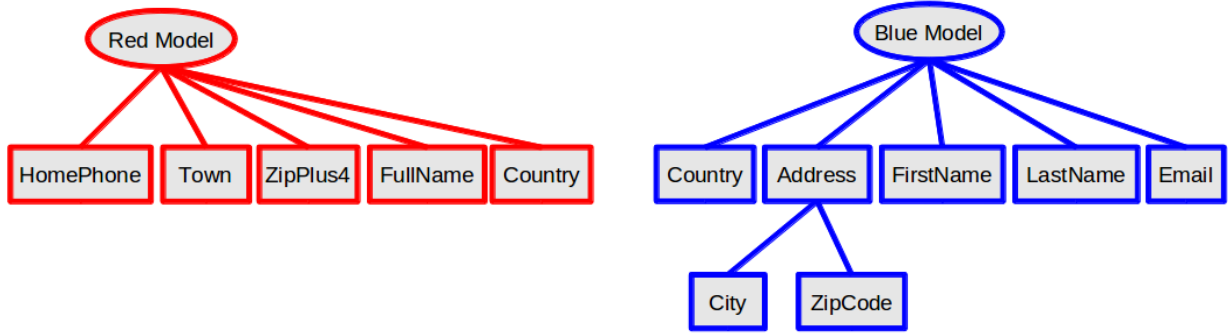 Red Model
HomePhone
Town
ZipPlus4
FullName
Country
Blue Model
Country
Address
FirstName
LastName
Email
City
ZipCode